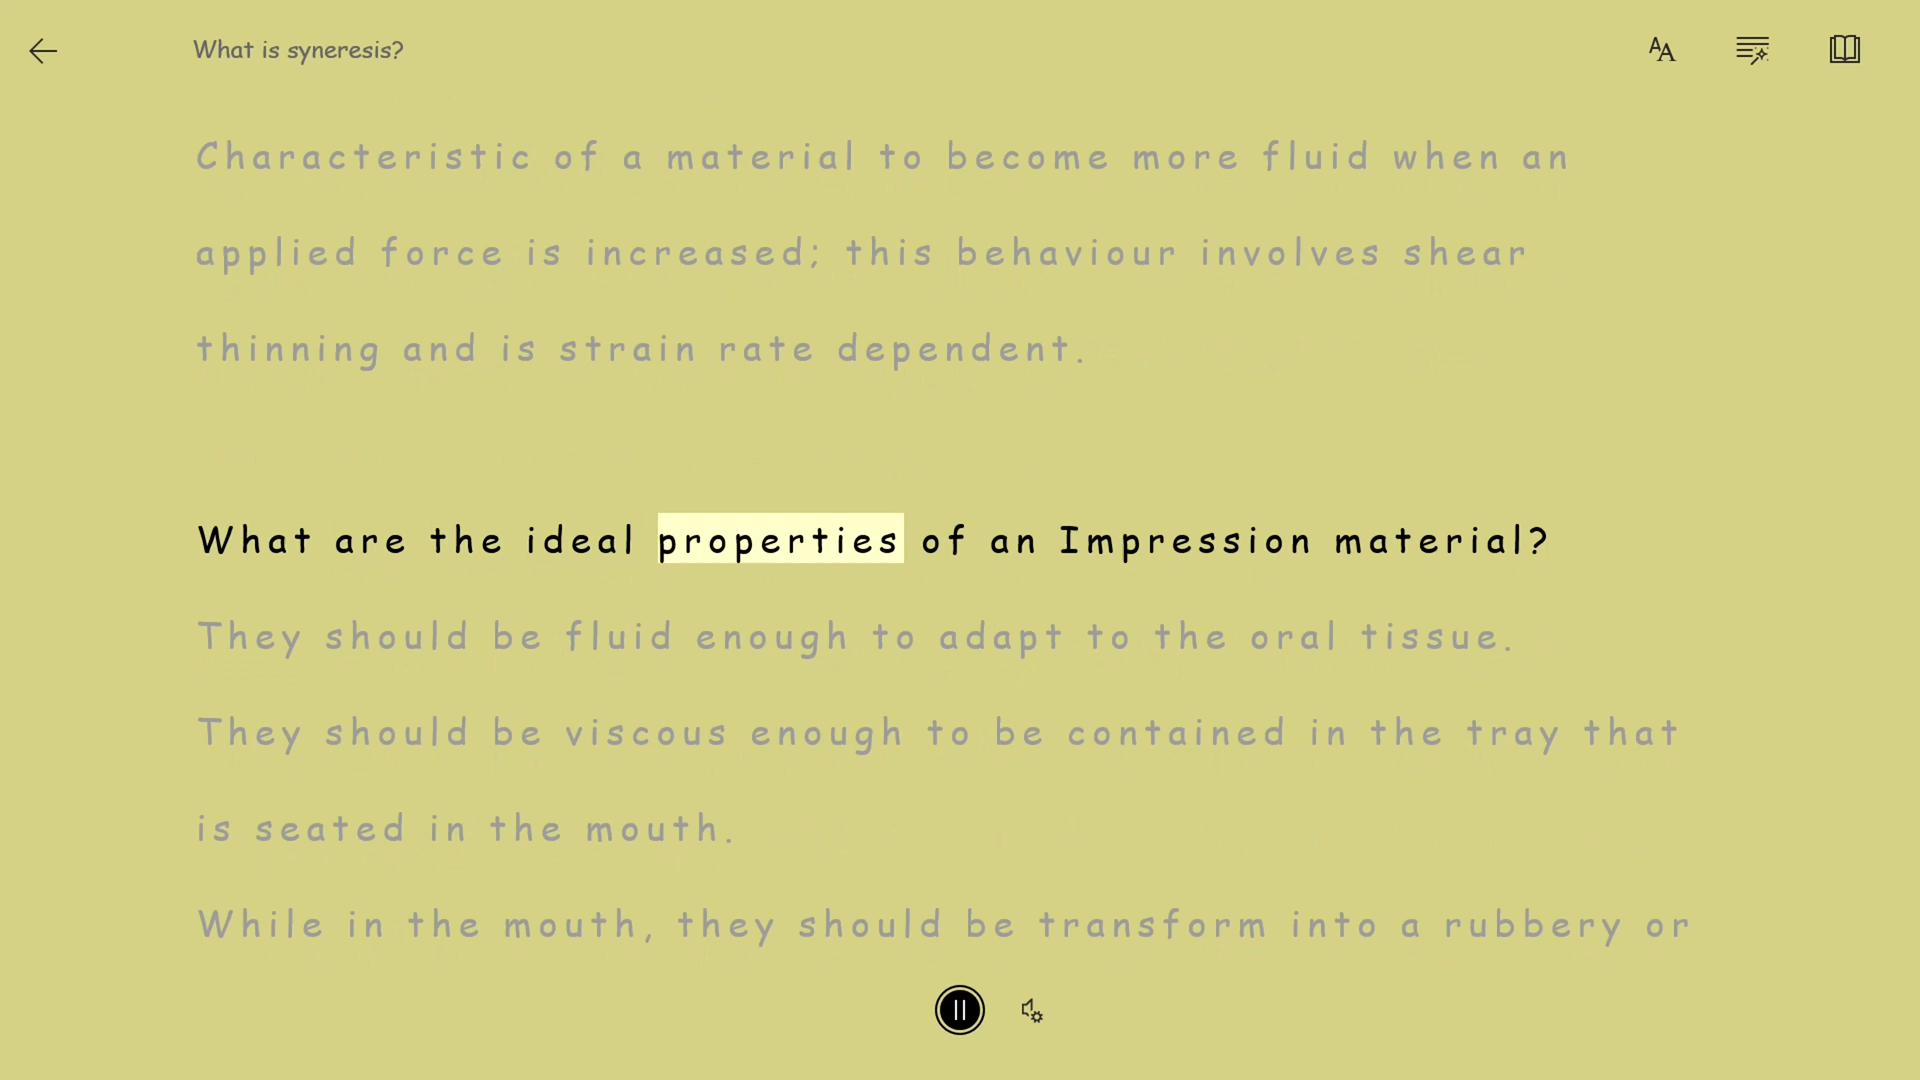 What is syneresis?
Characteristic of a material to become more fluid when an
applied force is increased; this behaviour involves shear
thinning and is strain rate dependent.
What are the ideal properties of an Impression material?
They should be fluid enough to adapt to the oral tissue.
They should be viscous enough to be contained in the tray that
is seated in the mouth.
While in the mouth, they should be transform into a rubbery or